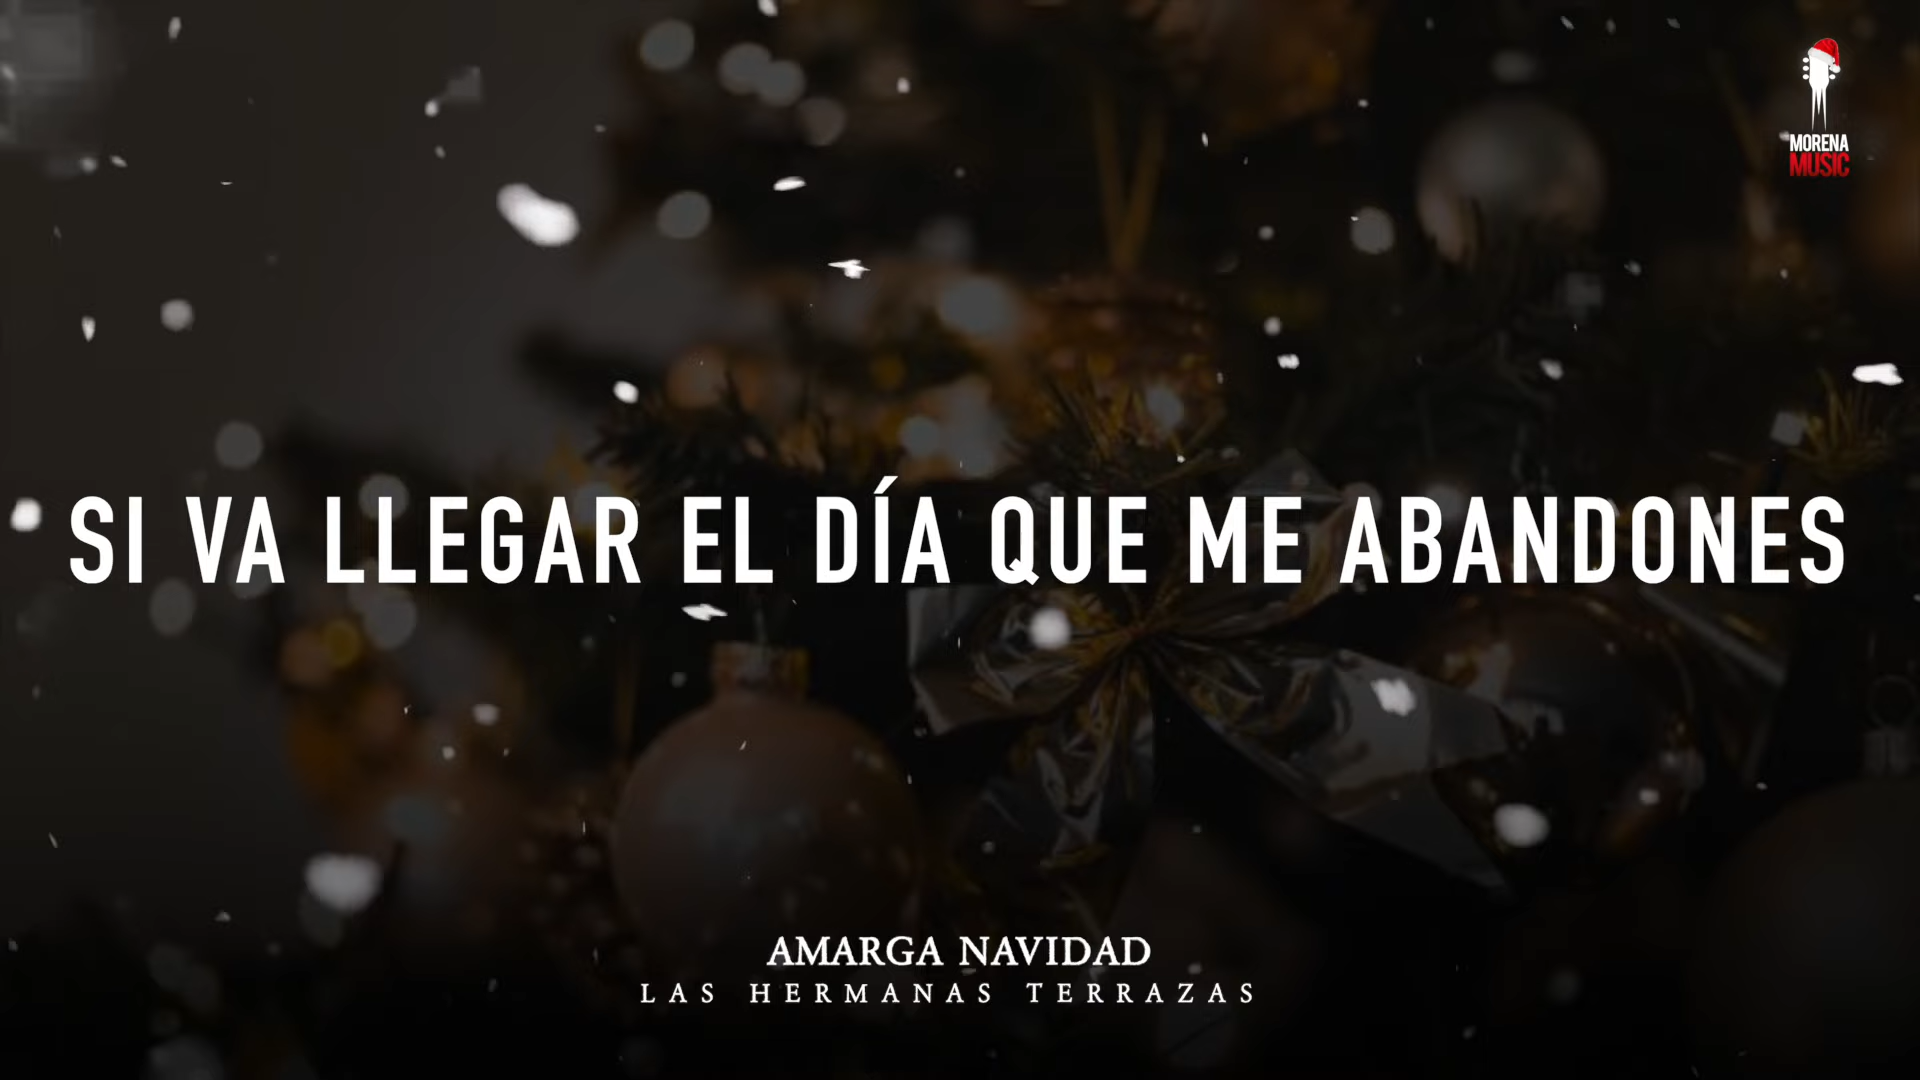 MORENA
MUSIC
SI VA LLEGAR EL DÍA QUE ME ABANDONES
AMARGA NAVIDAD
LAS HERMANAS TERRAZAS